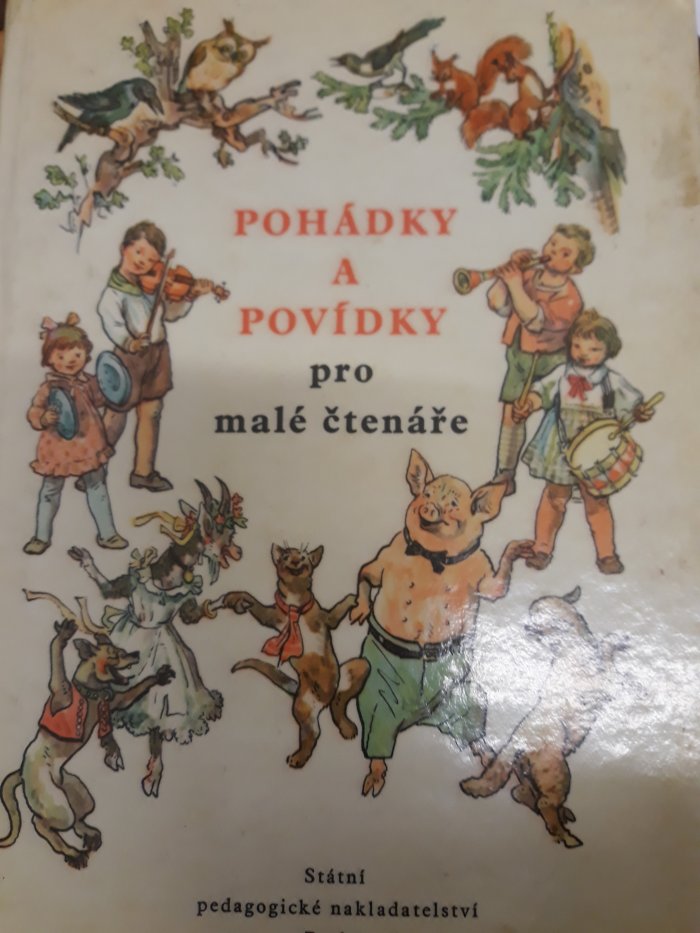 POHÁDKY
A
POVÍDKY
pro
malé čtenáře
Státní
pedagogické nakladatelství